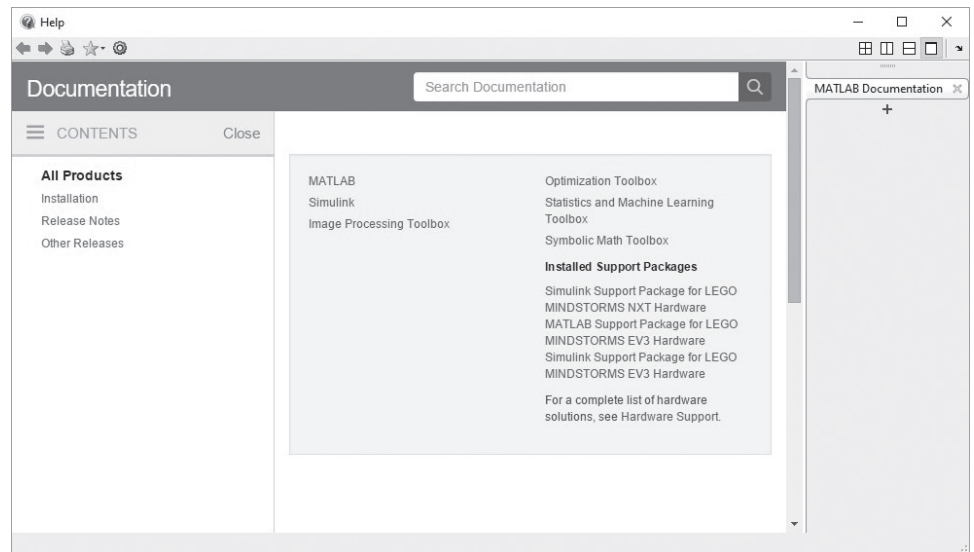 Help
Documentation
Search Documentation
MATLAB Documentation
CONTENTS
Close
All Products
Installation
Release Notes
Other Releases
MATLAB
Simulink
Image Processing Toolbox
Optimization Toolbox
Statistics and Machine Learning
Toolbox
Symbolic Math Toolbox
Installed Support Packages
Simulink Support Package for LEGO
MINDSTORMS NXT Hardware
MATLAB Support Package for LEGO
MINDSTORMS EV3 Hardware
Simulink Support Package for LEGO
MINDSTORMS EV3 Hardware
For a complete list of hardware
solutions, see Hardware Support.